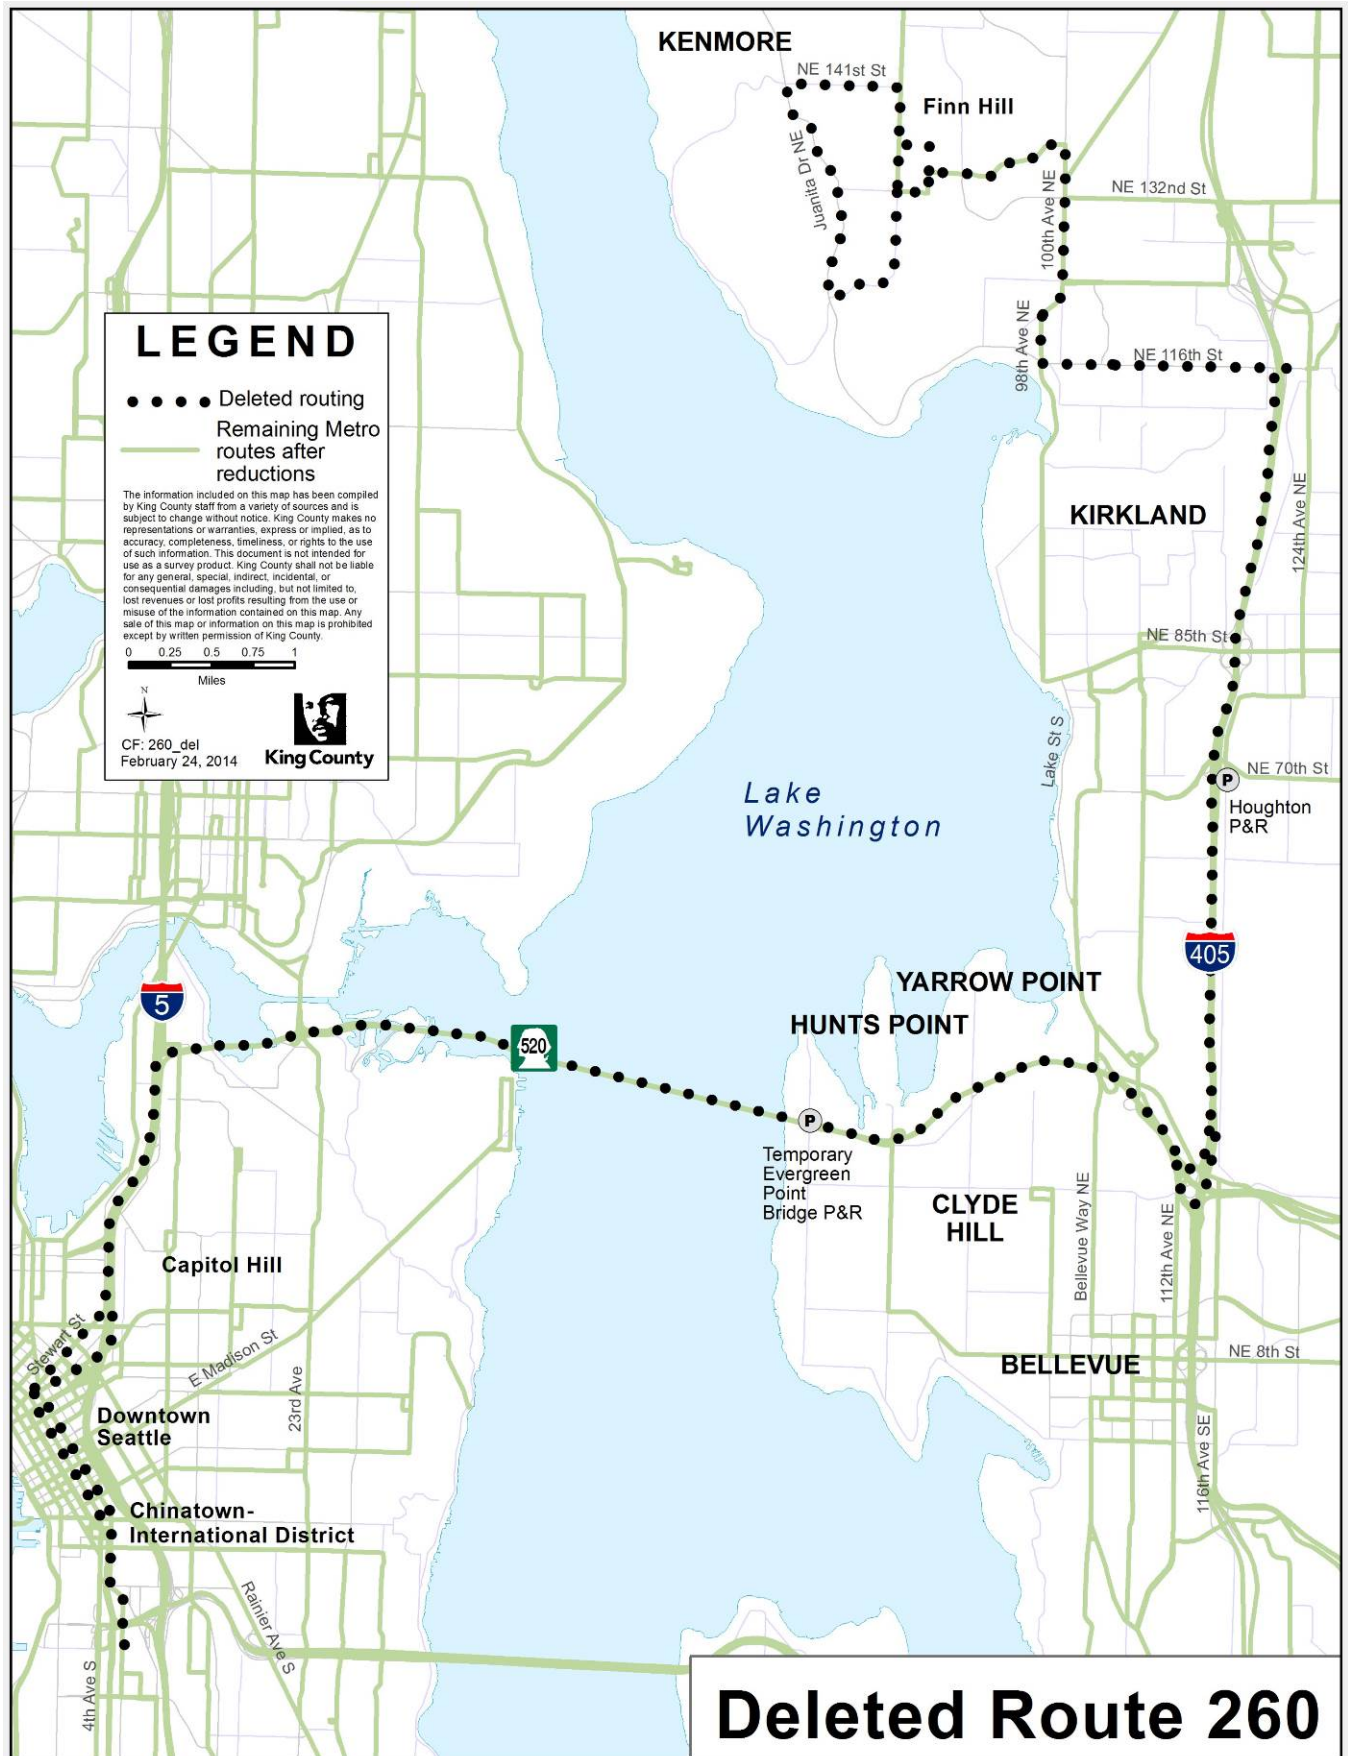 KENMORE
NE 141st St
Finn Hill
Juanita Dr NE
100th Ave NE
NE 132nd St
98th Ave NE
NE 116th St
LEGEND
Deleted routing
Remaining Metro
routes after
reductions
The information included on this map has been compiled
by King County staff from a variety of sources and is
subject to change without notice. King County makes no
representations or warranties, express or implied, as to
accuracy, completeness, timeliness, or rights to the use
of such information. This document is not intended for
use as a survey product. King County shall not be liable
for any general, special, indirect, incidental, or
consequential damages including, but not limited to,
lost revenues or lost profits resulting from the use or
misuse of the information contained on this map. Any
sale of this map or information on this map is prohibited
except by written permission of King County.
0 0.25 0.5 0.75 1
Miles
N
CF: 260_del
February 24, 2014
King County
KIRKLAND
124th Ave NE
NE 85th St
Lake St S
NE 70th St
P
Houghton
P&R
Lake
Washington
405
YARROW POINT
HUNTS POINT
5
520
P
Temporary
Evergreen
Point
Bridge P&R
CLYDE
HILL
Bellevue Way NE
112th Ave NE
Capitol Hill
Stewart St
E Madison St
23rd Ave
BELLEVUE
NE 8th St
Downtown
Seattle
116th Ave SE
Chinatown-
International District
Rainier Ave S
4th Ave S
Deleted Route 260